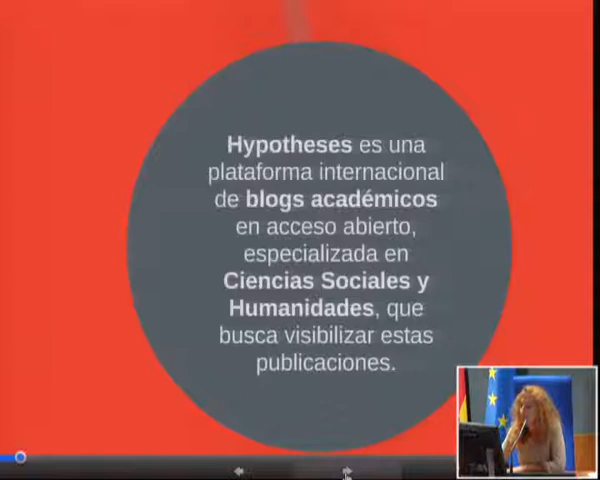 Hypotheses es una
plataforma internacional
de blogs académicos
en acceso abierto,
especializada en
Ciencias Sociales y
Humanidades, que
busca visibilizar estas
publicaciones.